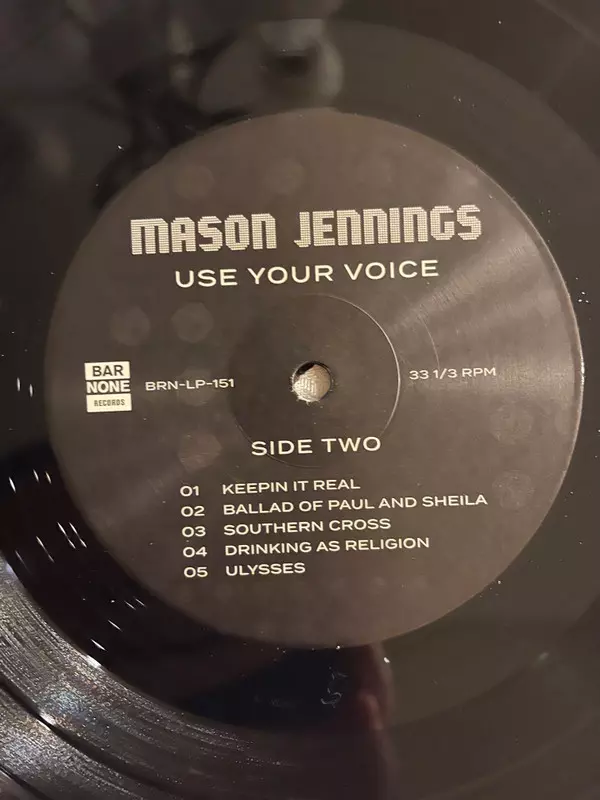 MASON JENNINGS
USE YOUR VOICE
BAR
NONE
RECORDS
BRN-LP-151
33 1/3 RPM
SIDE TWO
01 KEEPIN IT REAL
02 BALLAD OF PAUL AND SHEILA
03 SOUTHERN CROSS
04 DRINKING AS RELIGION
05 ULYSSES